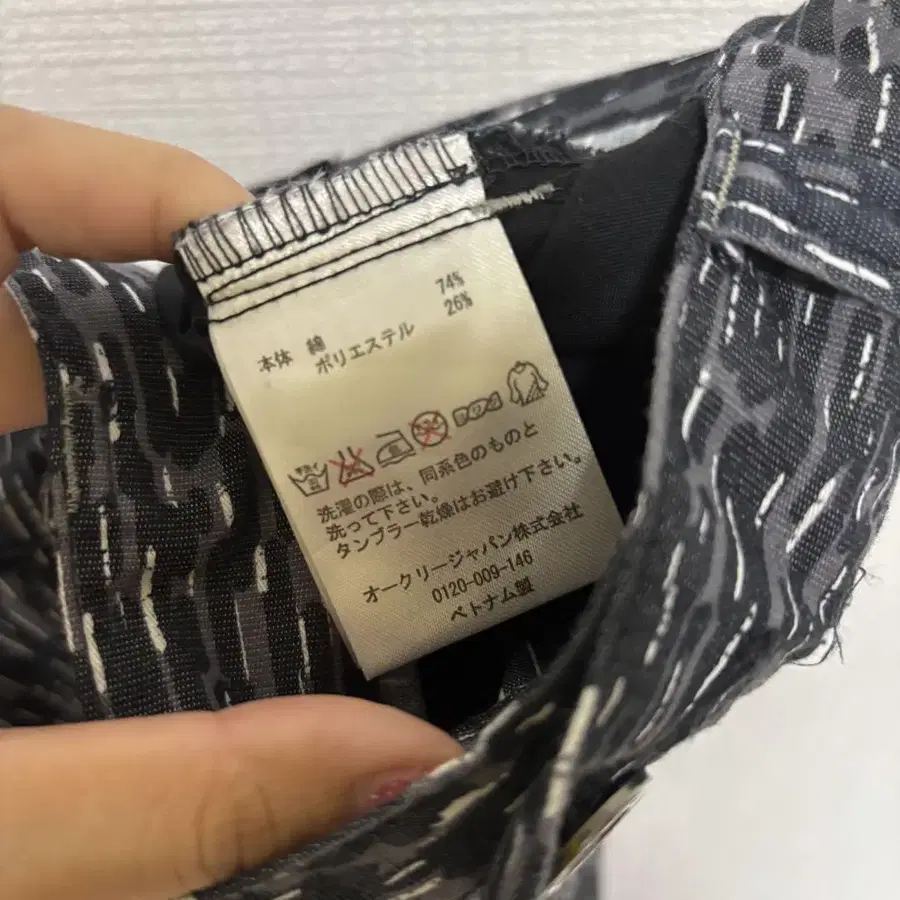 本体 綿 74%
ポリエステル 26%
洗濯の際は、同系色のものと
洗って下さい。
タンブラー乾燥はお避け下さい。
オークリージャパン株式会社
0120-009-146
ベトナム製